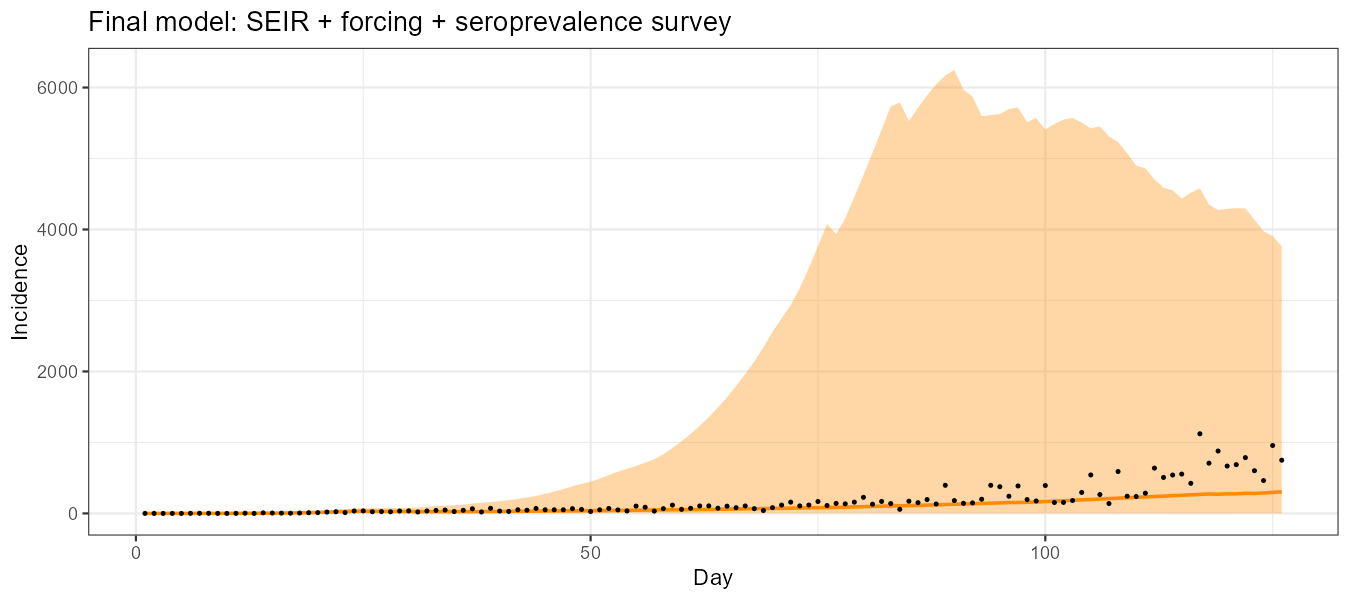 Final model: SEIR + forcing + seroprevalence survey
6000
4000
2000
0
Incidence
0 50 100
Day